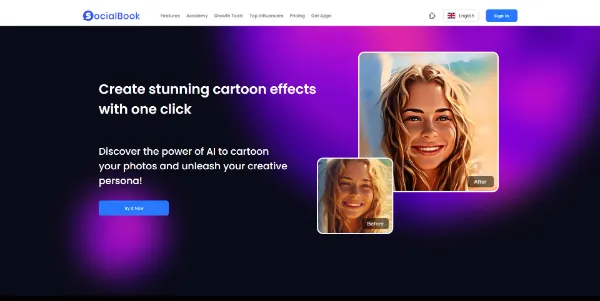 SocialBook
Features Academy Growth Tools Top Influencers Pricing Get Apps
English
Sign in
Create stunning cartoon effects
with one click
Discover the power of AI to cartoon
your photos and unleash your creative
persona!
Try It Now
After
Before